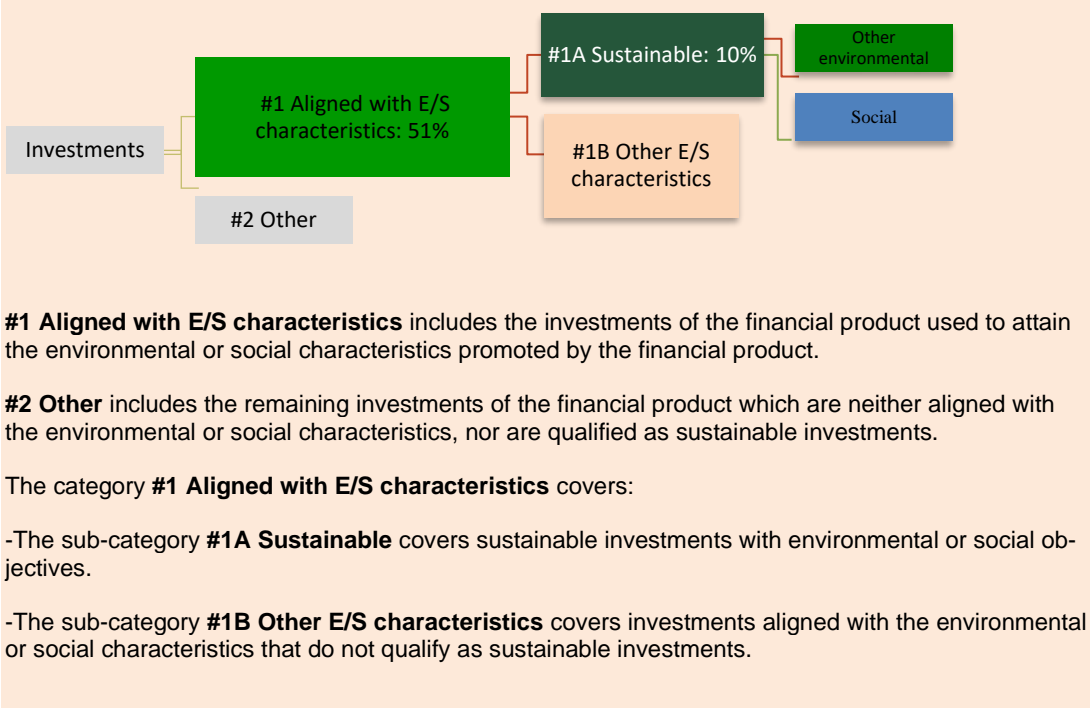 Investments
#1 Aligned with E/S
characteristics: 51%
#2 Other
#1A Sustainable: 10%
#1B Other E/S
characteristics
Other
environmental
Social
#1 Aligned with E/S characteristics includes the investments of the financial product used to attain
the environmental or social characteristics promoted by the financial product.
#2 Other includes the remaining investments of the financial product which are neither aligned with
the environmental or social characteristics, nor are qualified as sustainable investments.
The category #1 Aligned with E/S characteristics covers:
-The sub-category #1A Sustainable covers sustainable investments with environmental or social ob-
jectives.
-The sub-category #1B Other E/S characteristics covers investments aligned with the environmental
or social characteristics that do not qualify as sustainable investments.